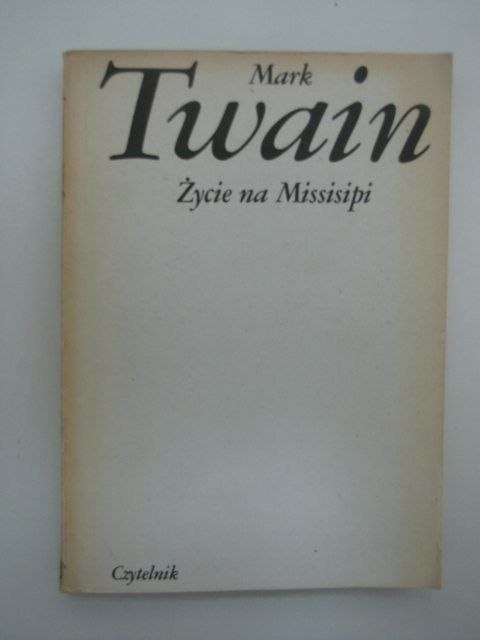 Mark
Twain
Życie na Missisipi
Czytelnik